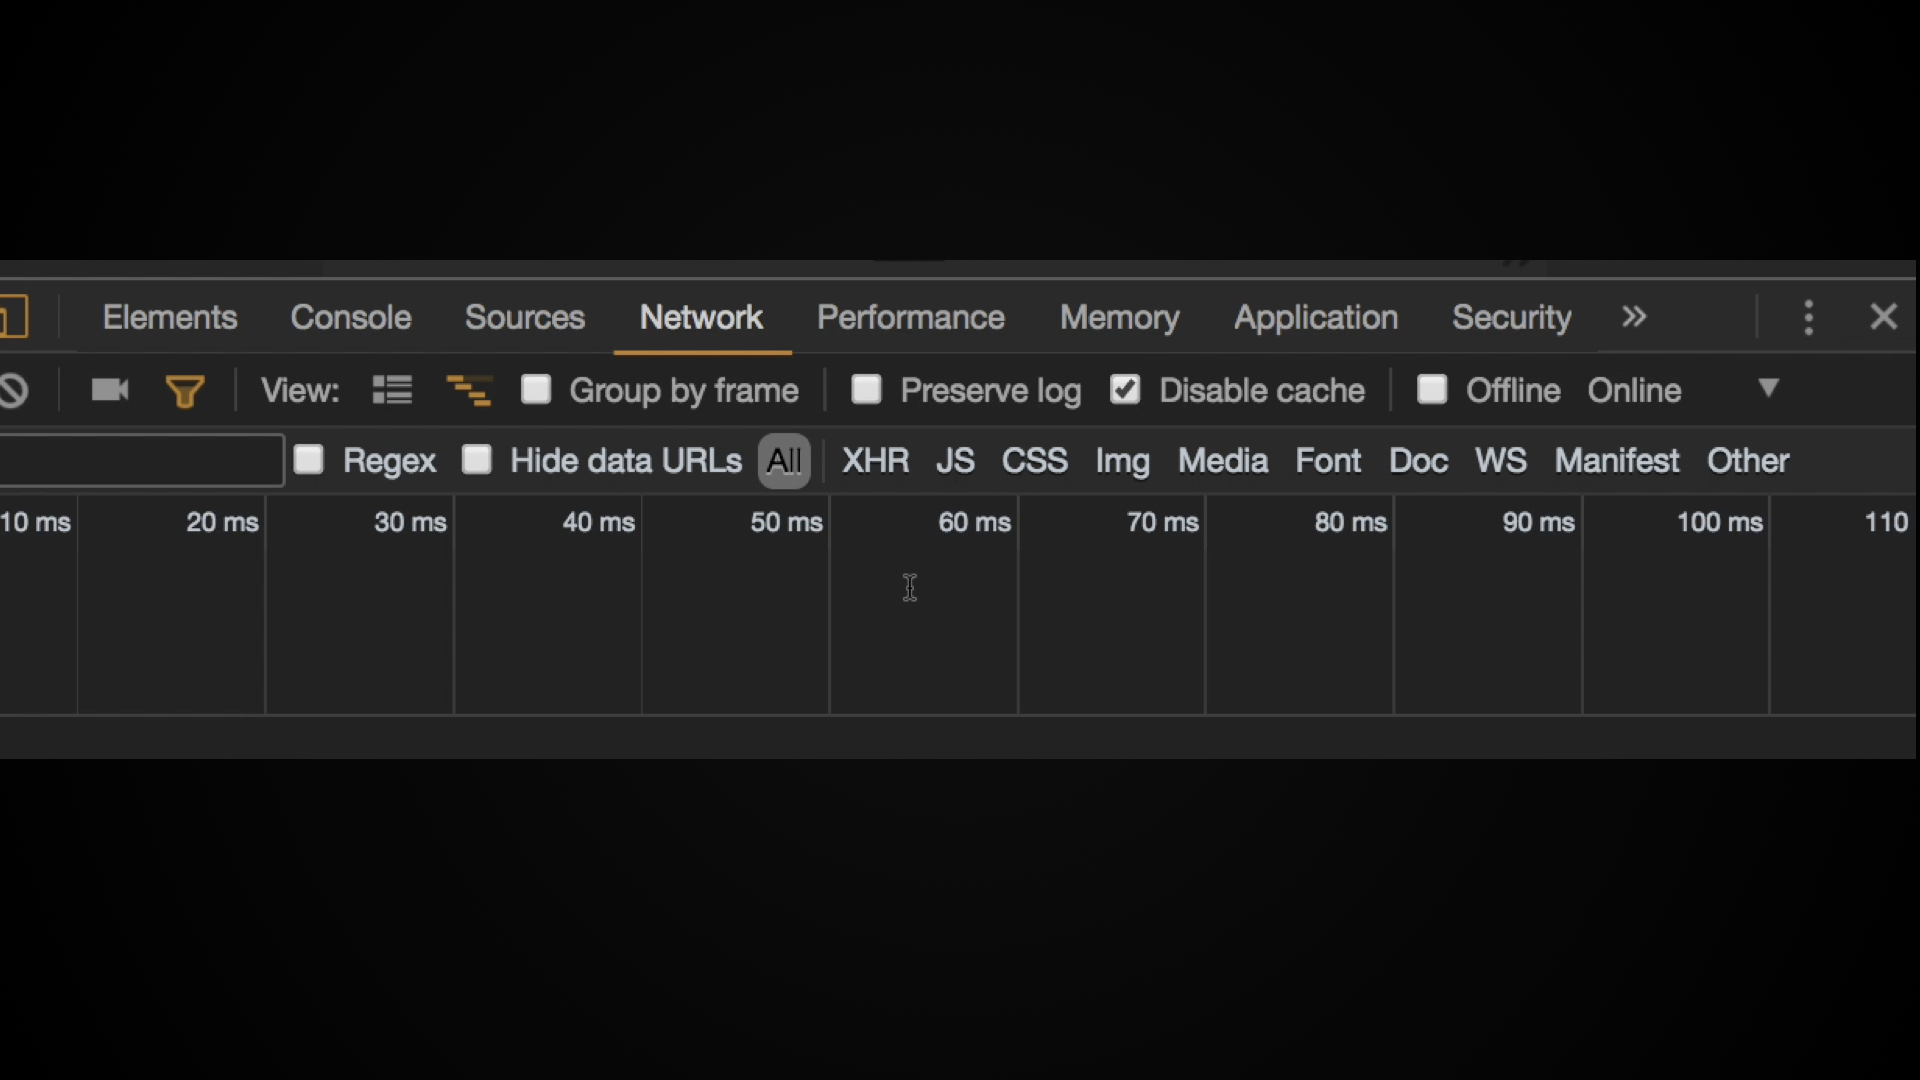 Elements Console Sources Network Performance Memory Application Security
View: Group by frame Preserve log Disable cache Offline Online
Regex Hide data URLs All XHR JS CSS Img Media Font Doc WS Manifest Other
10 ms 20 ms 30 ms 40 ms 50 ms 60 ms 70 ms 80 ms 90 ms 100 ms 110